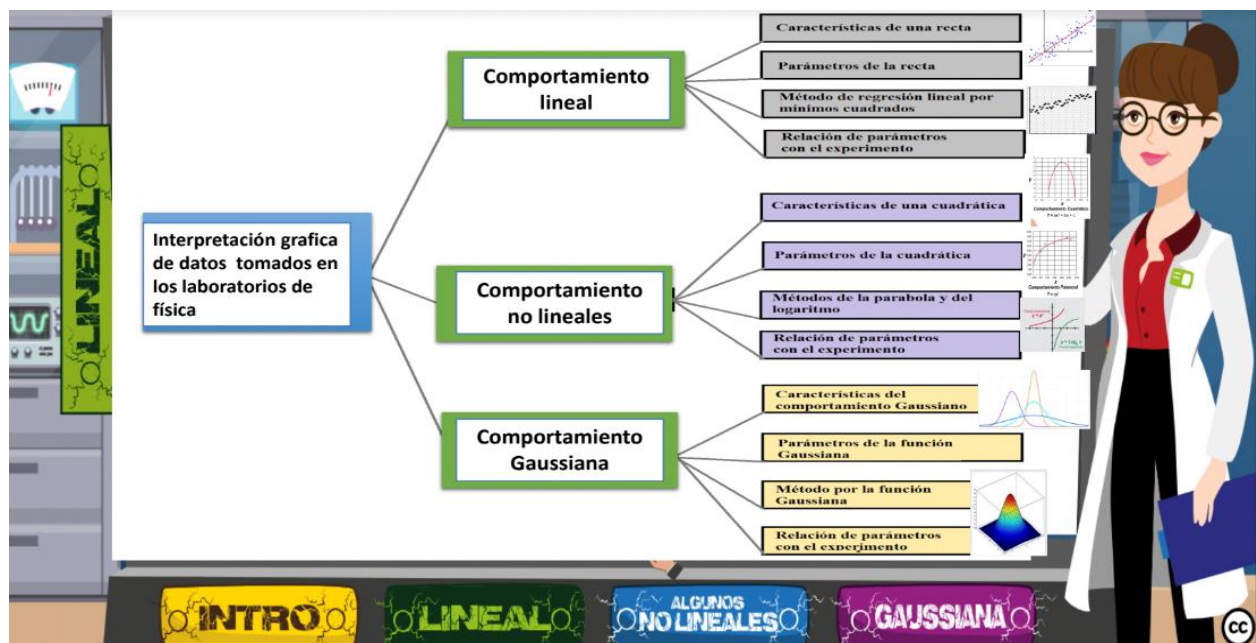 LINEAL
Interpretación grafica
de datos tomados en
los laboratorios de
física
Comportamiento
lineal
Características de una recta
Parámetros de la recta
Método de regresión lineal por
mínimos cuadrados
Relación de parámetros
con el experimento
Comportamiento
no lineales
Características de una cuadrática
Parámetros de la cuadrática
Métodos de la parabola y del
logaritmo
Relación de parámetros
con el experimento
Comportamiento Cuadrático
Comportamiento Potencial
Comportamiento
Gaussiana
Características del
comportamiento Gaussiano
Parámetros de la función
Gaussiana
Método por la función
Gaussiana
Relación de parámetros
con el experimento
INTRO
LINEAL
ALGUNOS
NO LINEALES
GAUSSIANA
cc